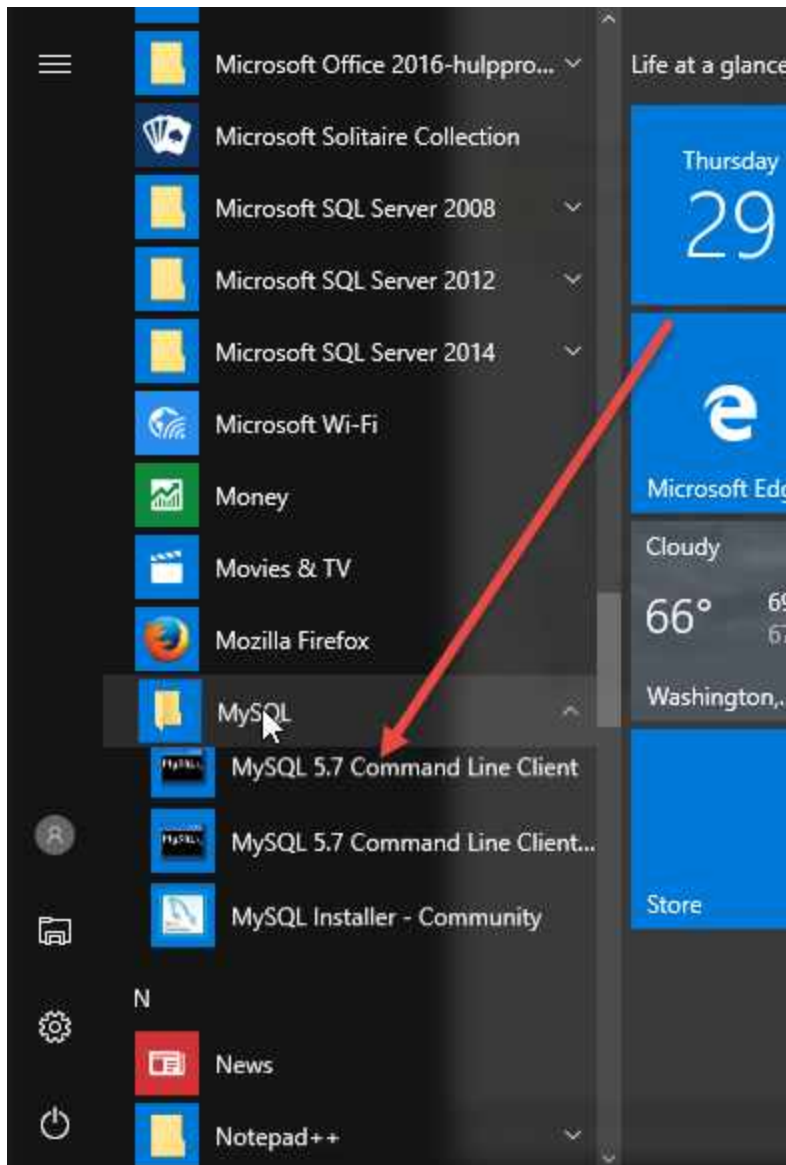 Microsoft Office 2016-hulppro...
Microsoft Solitaire Collection
Microsoft SQL Server 2008
Microsoft SQL Server 2012
Microsoft SQL Server 2014
Microsoft Wi-Fi
Money
Movies & TV
Mozilla Firefox
MySQL
MySQL 5.7 Command Line Client
MySQL 5.7 Command Line Client...
MySQL Installer - Community
N
News
Notepad++
Life at a glance
Thursday
29
Microsoft Edg
Cloudy
66°
69
67
Washington,...
Store